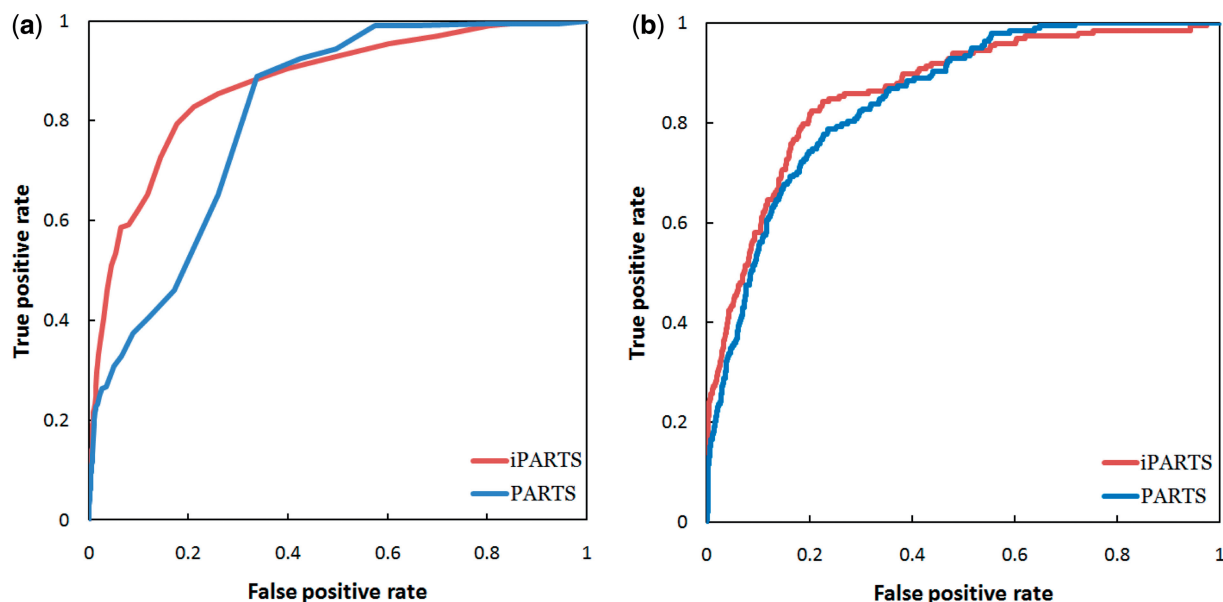 (a)
True positive rate
1
0.8
0.6
0.4
0.2
0
iPARTS
PARTS
0 0.2 0.4 0.6 0.8 1
False positive rate
(b)
True positive rate
1
0.8
0.6
0.4
0.2
0
iPARTS
PARTS
0 0.2 0.4 0.6 0.8 1
False positive rate